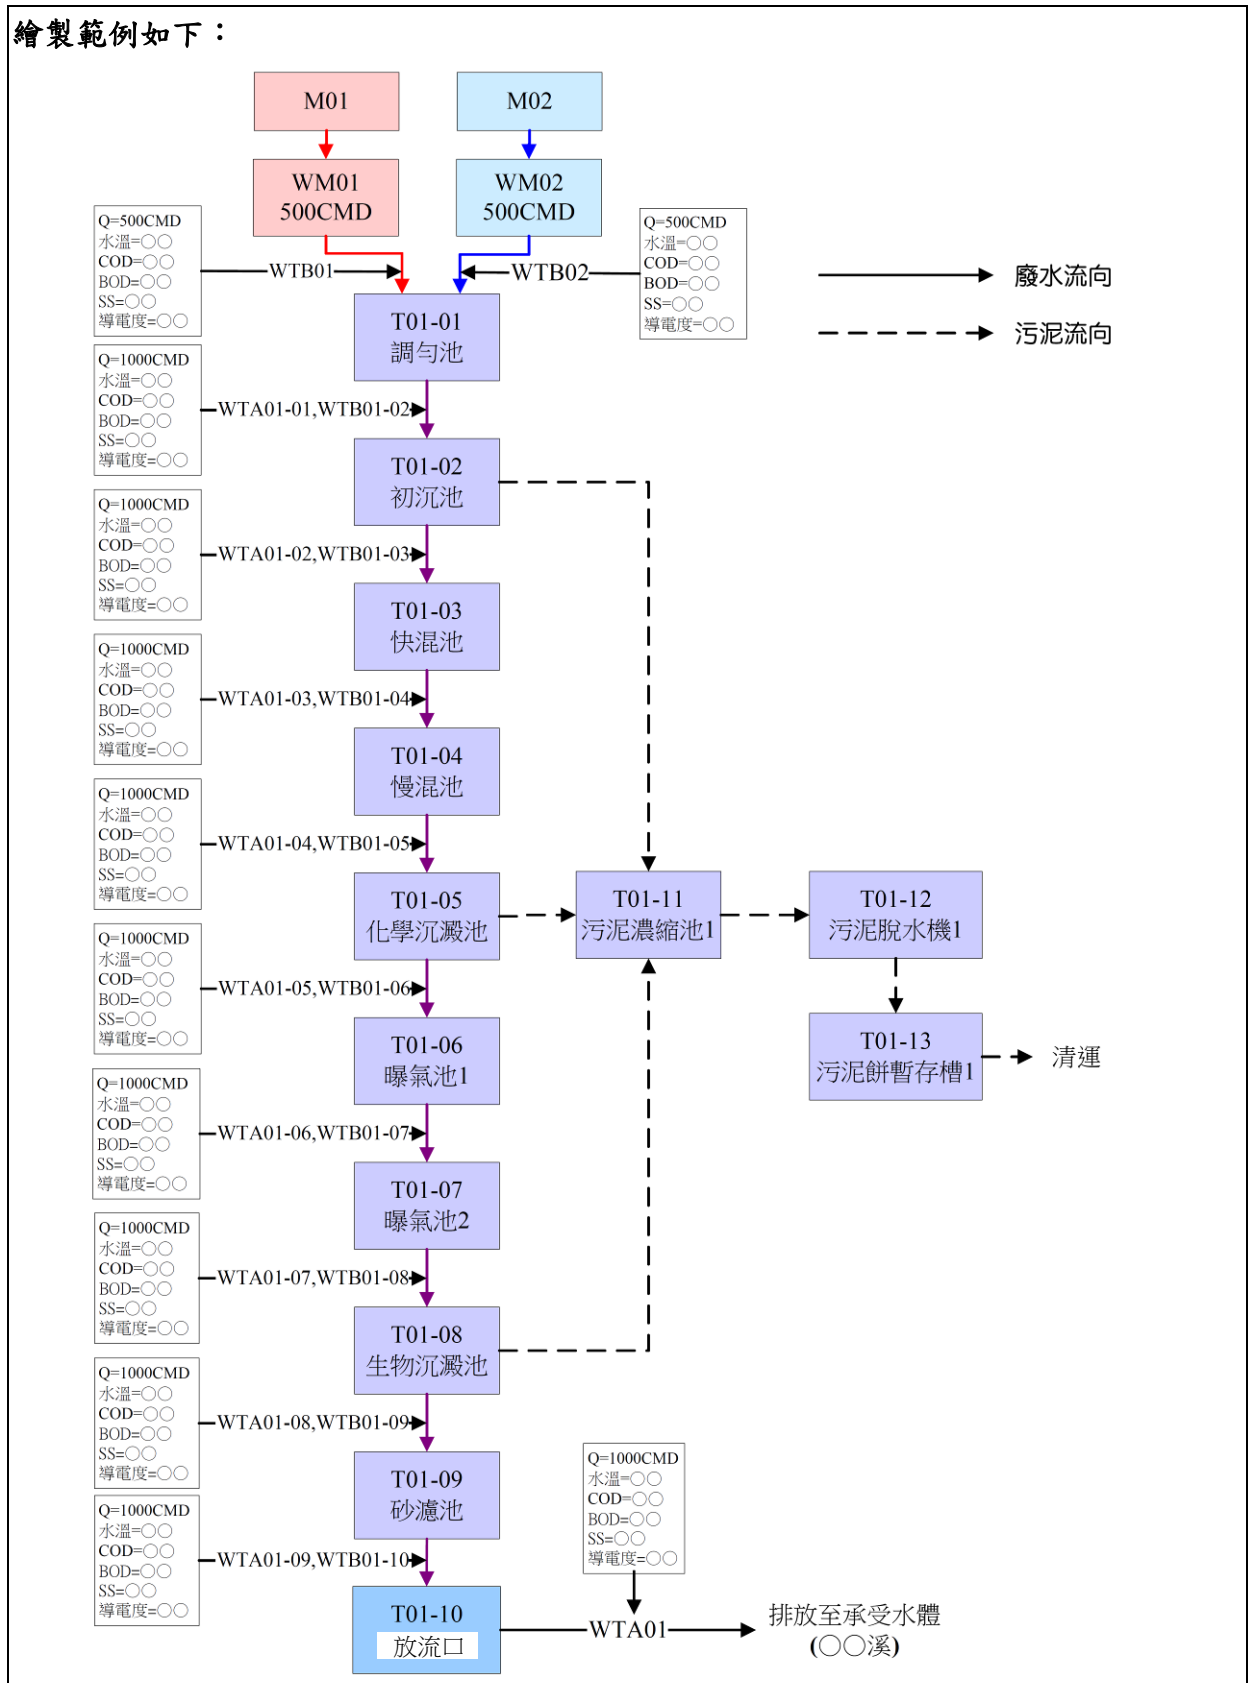 繪製範例如下：
M01
M02
WM01
500CMD
WM02
500CMD
Q=500CMD
水溫=○○
COD=○○
BOD=○○
SS=○○
導電度=○○
WTB01
WTB02
Q=500CMD
水溫=○○
COD=○○
BOD=○○
SS=○○
導電度=○○
廢水流向
污泥流向
T01-01
調勻池
Q=1000CMD
水溫=○○
COD=○○
BOD=○○
SS=○○
導電度=○○
WTA01-01,WTB01-02
T01-02
初沉池
Q=1000CMD
水溫=○○
COD=○○
BOD=○○
SS=○○
導電度=○○
WTA01-02,WTB01-03
T01-03
快混池
Q=1000CMD
水溫=○○
COD=○○
BOD=○○
SS=○○
導電度=○○
WTA01-03,WTB01-04
T01-04
慢混池
Q=1000CMD
水溫=○○
COD=○○
BOD=○○
SS=○○
導電度=○○
WTA01-04,WTB01-05
T01-05
化學沉澱池
T01-11
污泥濃縮池1
T01-12
污泥脫水機1
Q=1000CMD
水溫=○○
COD=○○
BOD=○○
SS=○○
導電度=○○
WTA01-05,WTB01-06
T01-06
曝氣池1
T01-13
污泥餅暫存槽1
清運
Q=1000CMD
水溫=○○
COD=○○
BOD=○○
SS=○○
導電度=○○
WTA01-06,WTB01-07
T01-07
曝氣池2
Q=1000CMD
水溫=○○
COD=○○
BOD=○○
SS=○○
導電度=○○
WTA01-07,WTB01-08
T01-08
生物沉澱池
Q=1000CMD
水溫=○○
COD=○○
BOD=○○
SS=○○
導電度=○○
WTA01-08,WTB01-09
T01-09
砂濾池
Q=1000CMD
水溫=○○
COD=○○
BOD=○○
SS=○○
導電度=○○
WTA01-09,WTB01-10
Q=1000CMD
水溫=○○
COD=○○
BOD=○○
SS=○○
導電度=○○
T01-10
放流口
WTA01
排放至承受水體
(○○溪)